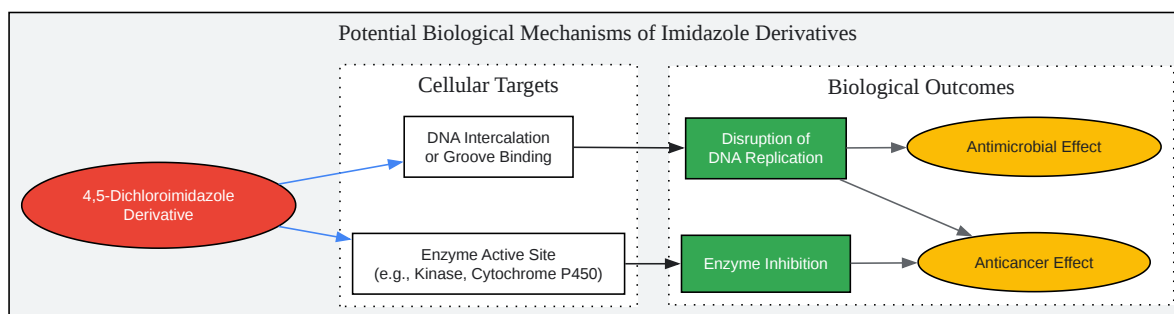 Potential Biological Mechanisms of Imidazole Derivatives
Cellular Targets
Biological Outcomes
4,5-Dichloroimidazole
Derivative
DNA Intercalation
or Groove Binding
Disruption of
DNA Replication
Antimicrobial Effect
Enzyme Active Site
(e.g., Kinase, Cytochrome P450)
Enzyme Inhibition
Anticancer Effect